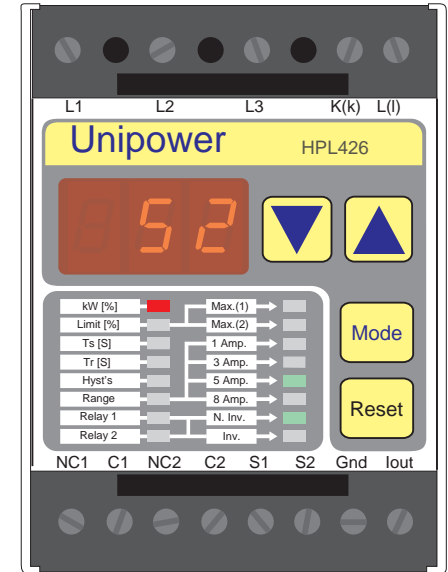 L1 L2 L3 K(k) L(l)
Unipower HPL426
52
kW [%] Max.(1)
Limit [%] Max.(2)
Ts [S] 1 Amp.
Tr [S] 3 Amp.
Hyst's 5 Amp.
Range 8 Amp.
Relay 1 N. Inv.
Relay 2 Inv.
Mode
Reset
NC1 C1 NC2 C2 S1 S2 Gnd Iout